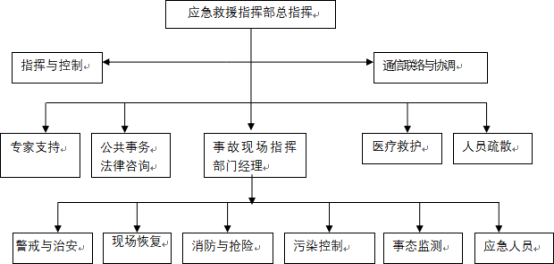 应急救援指挥部总指挥
指挥与控制
通信联络与协调
专家支持
公共事务
法律咨询
事故现场指挥
部门经理
医疗救护
人员疏散
警戒与治安
现场恢复
消防与抢险
污染控制
事态监测
应急人员